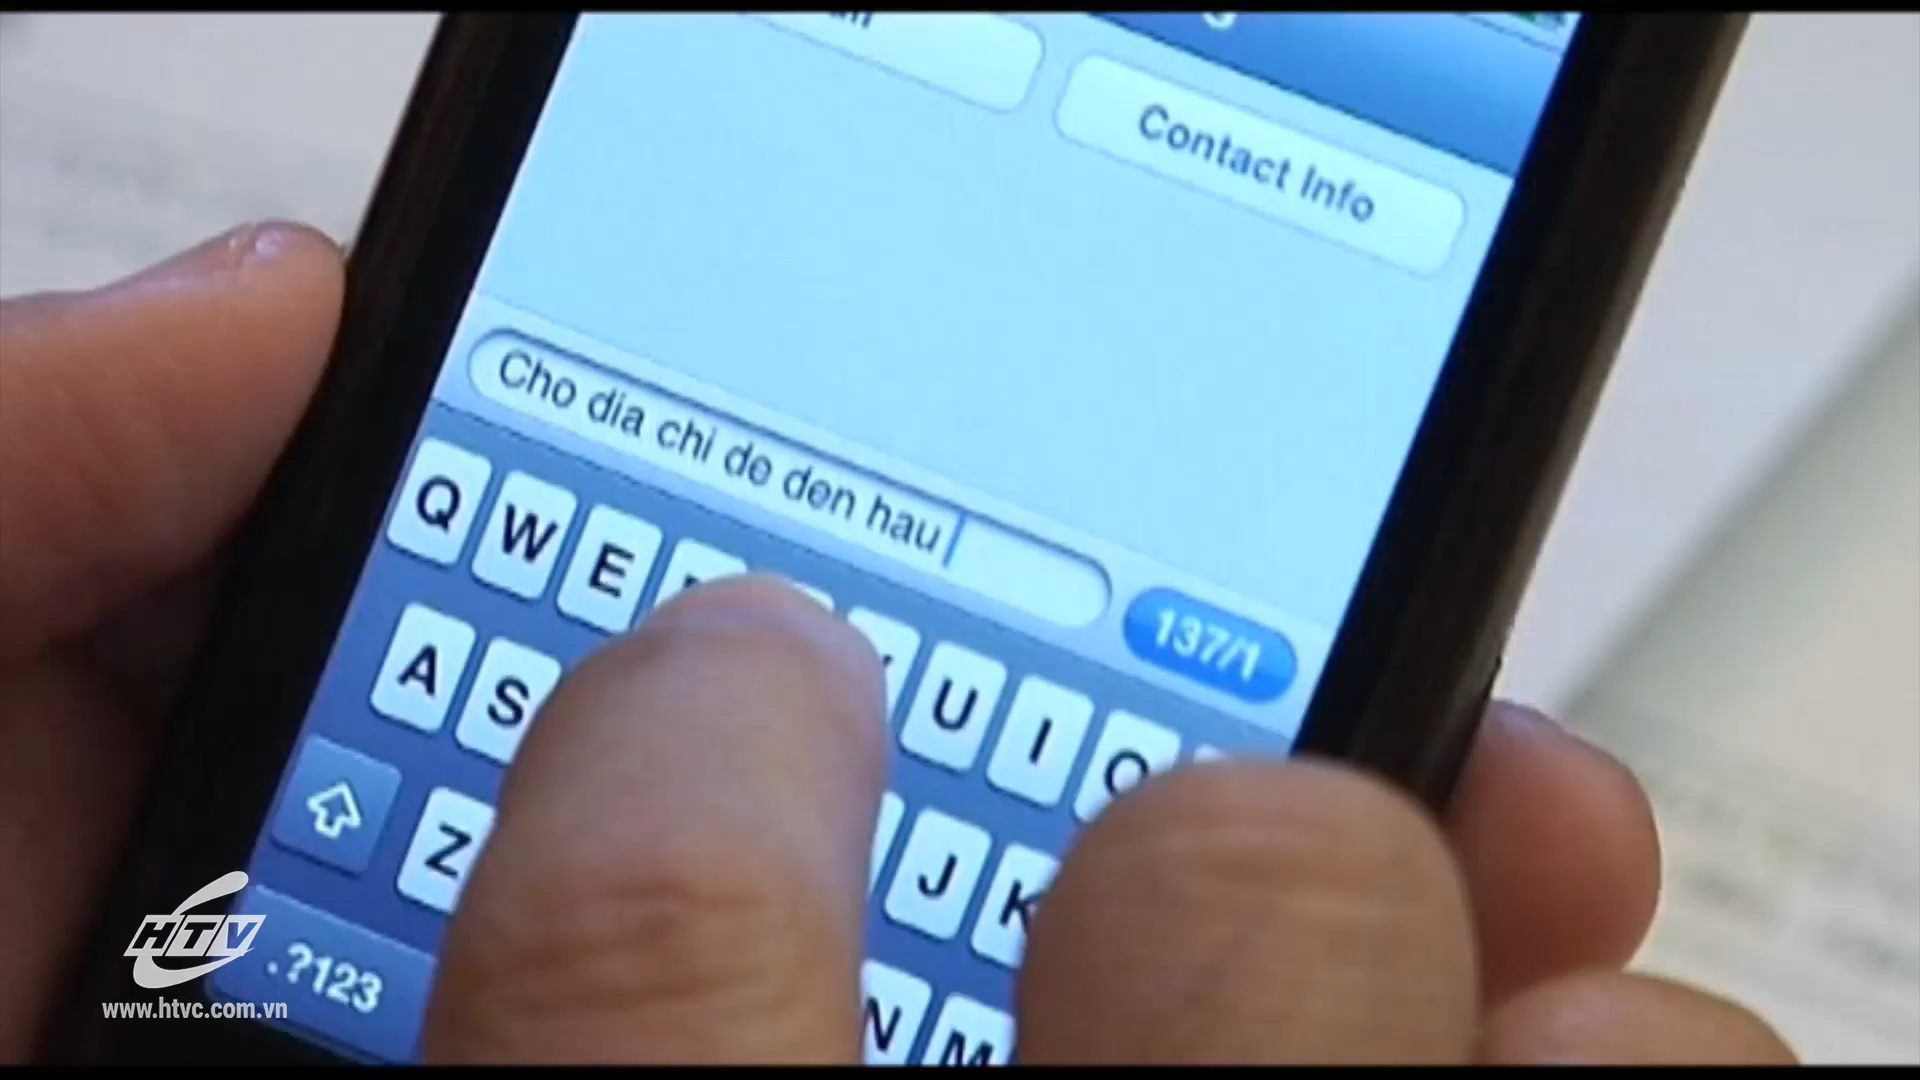 Contact Info
Cho dia chi de den hau
137/1
Q W E U I O
A S J K
Z N M
.?123
HTV
www.htvc.com.vn